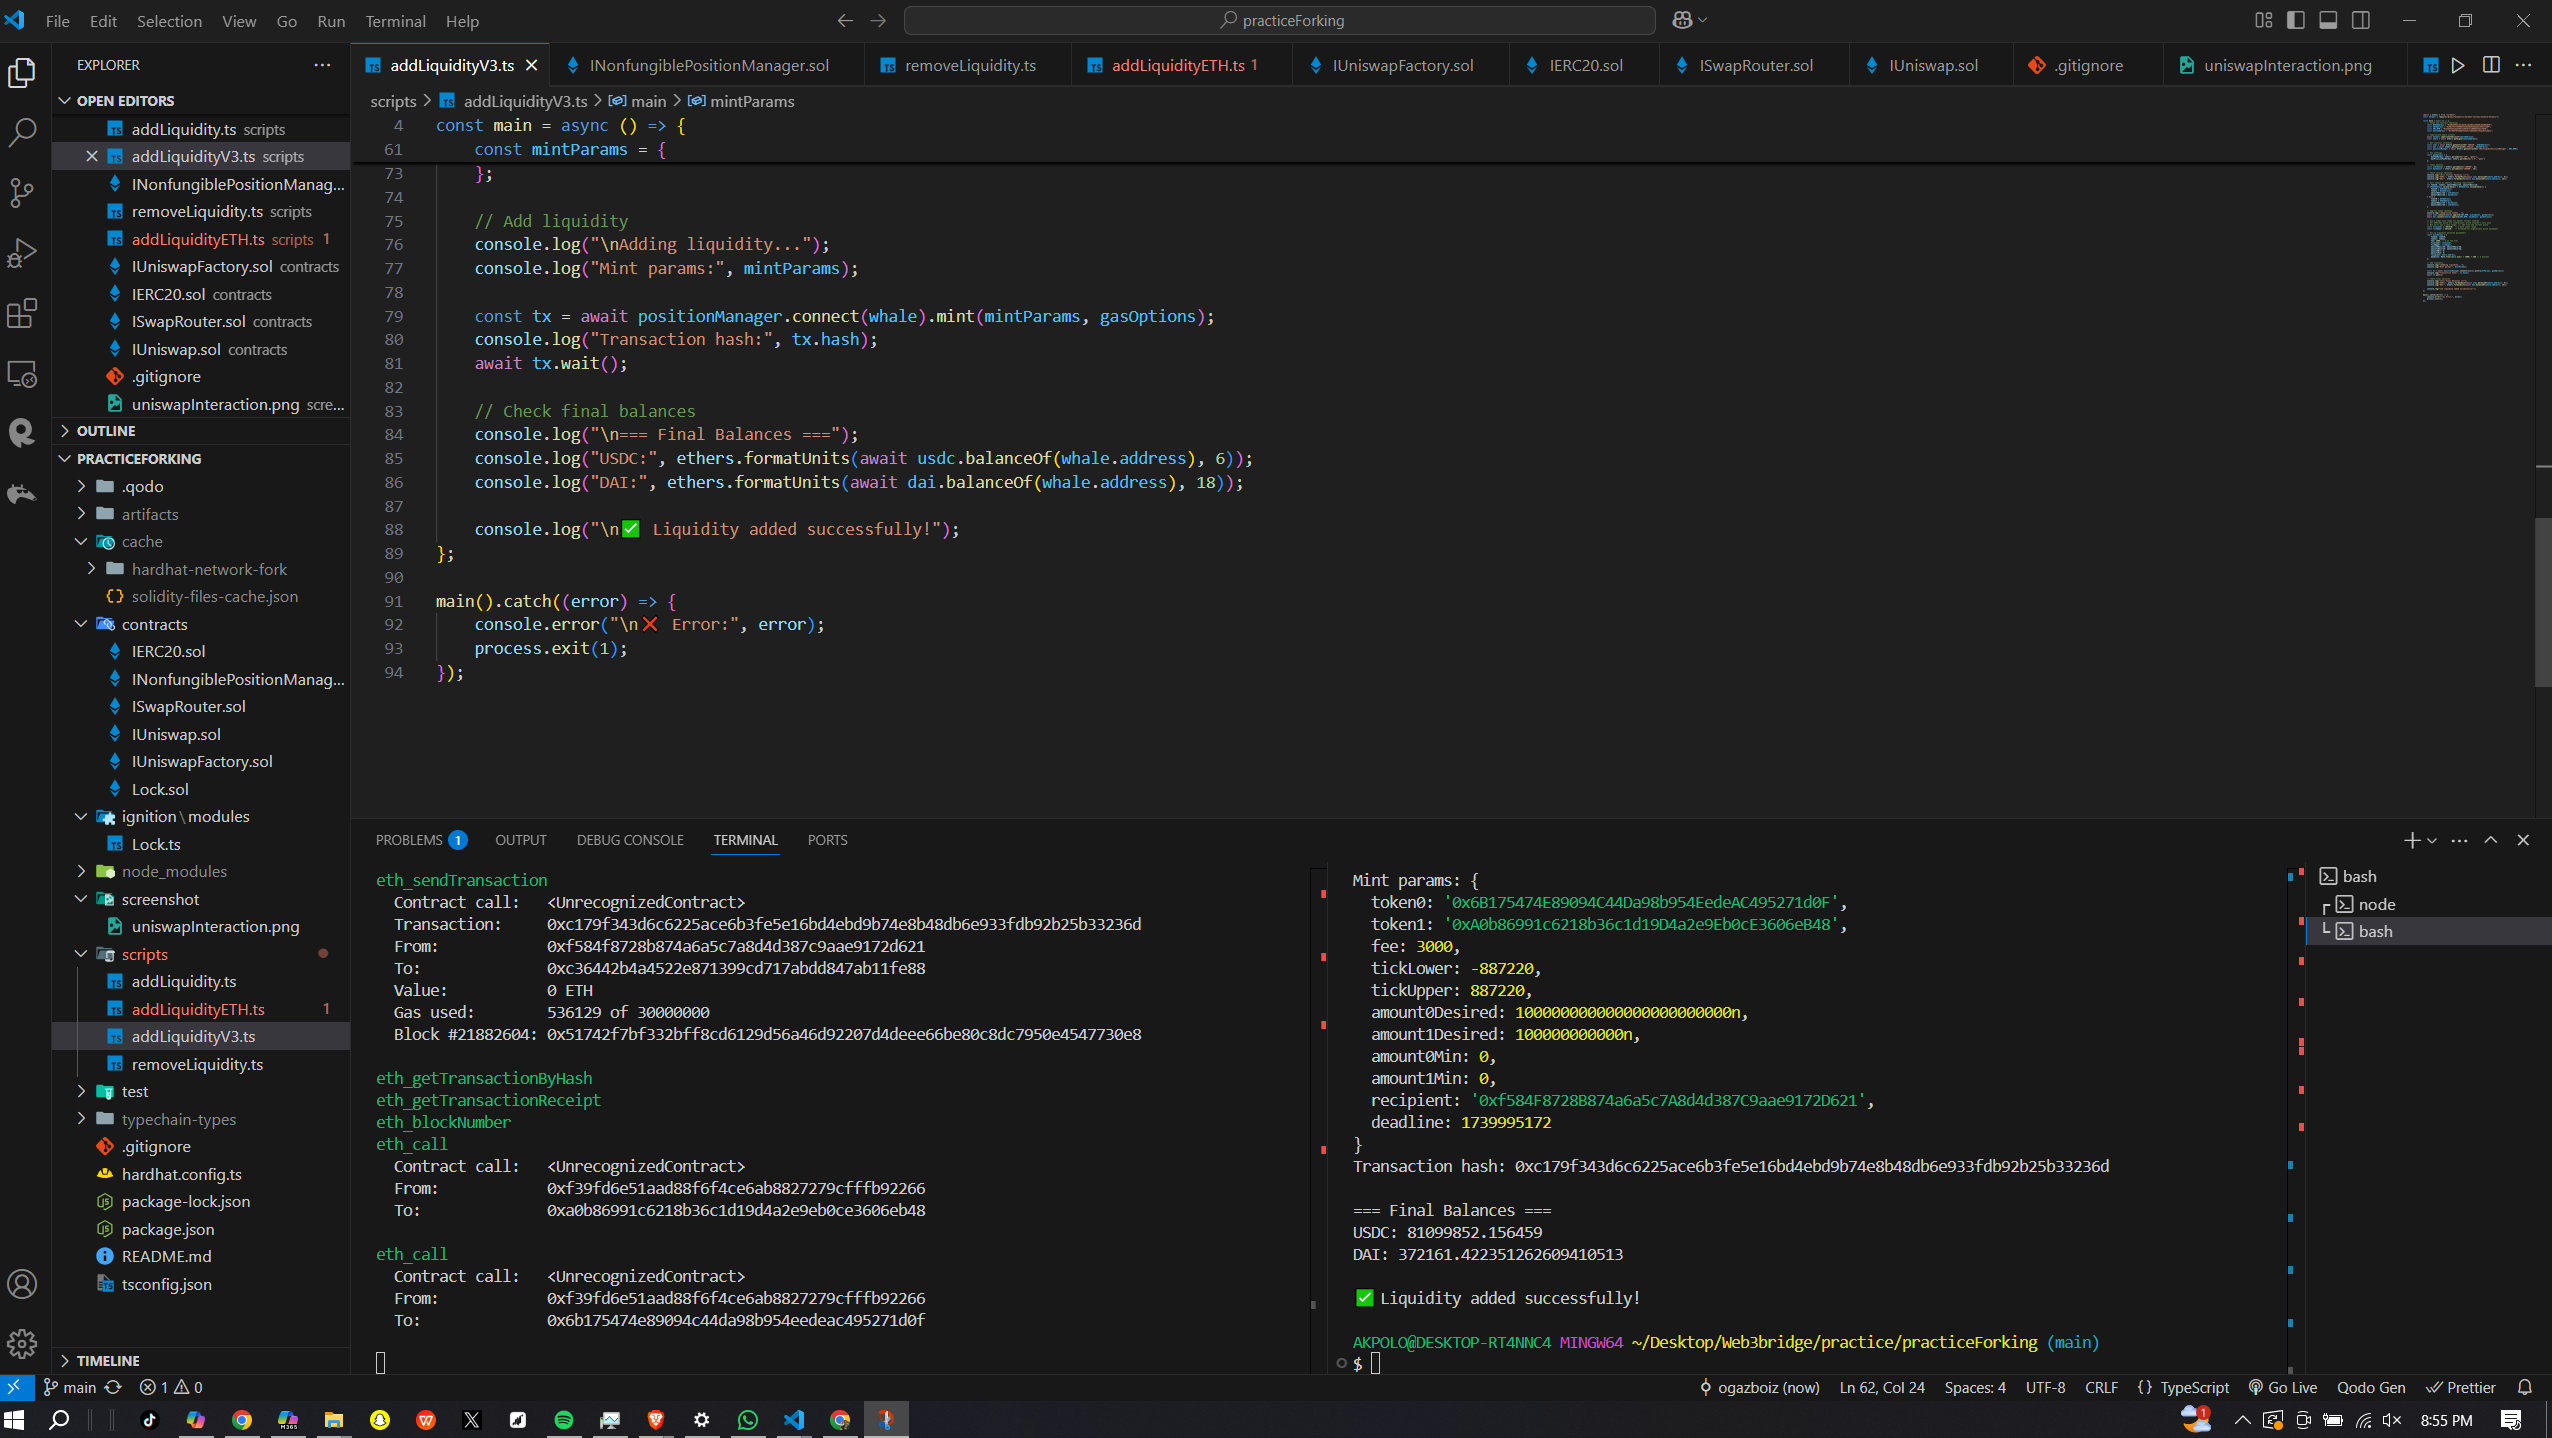 File Edit Selection View Go Run Terminal Help
practiceForking
EXPLORER
OPEN EDITORS
addLiquidity.ts scripts
addLiquidityV3.ts scripts
INonfungiblePositionManag...
removeLiquidity.ts scripts
addLiquidityETH.ts scripts 1
IUniswapFactory.sol contracts
IERC20.sol contracts
ISwapRouter.sol contracts
IUniswap.sol contracts
.gitignore
uniswapInteraction.png scre...
OUTLINE
PRACTICEFORKING
.qodo
artifacts
cache
hardhat-network-fork
solidity-files-cache.json
contracts
IERC20.sol
INonfungiblePositionManag...
ISwapRouter.sol
IUniswap.sol
IUniswapFactory.sol
Lock.sol
ignition\modules
Lock.ts
node_modules
screenshot
uniswapInteraction.png
scripts
addLiquidity.ts
addLiquidityETH.ts 1
addLiquidityV3.ts
removeLiquidity.ts
test
typechain-types
.gitignore
hardhat.config.ts
package-lock.json
package.json
README.md
tsconfig.json
TIMELINE
addLiquidityV3.ts INonfungiblePositionManager.sol removeLiquidity.ts addLiquidityETH.ts 1 IUniswapFactory.sol IERC20.sol ISwapRouter.sol IUniswap.sol .gitignore uniswapInteraction.png
scripts > addLiquidityV3.ts > main > mintParams
4 const main = async () => {
61 const mintParams = {
73 };
74
75 // Add liquidity
76 console.log("\nAdding liquidity...");
77 console.log("Mint params:", mintParams);
78
79 const tx = await positionManager.connect(whale).mint(mintParams, gasOptions);
80 console.log("Transaction hash:", tx.hash);
81 await tx.wait();
82
83 // Check final balances
84 console.log("\n=== Final Balances ===");
85 console.log("USDC:", ethers.formatUnits(await usdc.balanceOf(whale.address), 6));
86 console.log("DAI:", ethers.formatUnits(await dai.balanceOf(whale.address), 18));
87
88 console.log("\n✅ Liquidity added successfully!");
89 };
90
91 main().catch((error) => {
92 console.error("\n❌ Error:", error);
93 process.exit(1);
94 });
PROBLEMS 1 OUTPUT DEBUG CONSOLE TERMINAL PORTS
eth_sendTransaction
Contract call: <UnrecognizedContract>
Transaction: 0xc179f343d6c6225ace6b3fe5e16bd4ebd9b74e8b48db6e933fdb92b25b33236d
From: 0xf584f8728b874a6a5c7a8d4d387c9aae9172d621
To: 0xc36442b4a4522e871399cd717abdd847ab11fe88
Value: 0 ETH
Gas used: 536129 of 30000000
Block #21882604: 0x51742f7bf332bff8cd6129d56a46d92207d4deee66be80c8dc7950e4547730e8
eth_getTransactionByHash
eth_getTransactionReceipt
eth_blockNumber
eth_call
Contract call: <UnrecognizedContract>
From: 0xf39fd6e51aad88f6f4ce6ab8827279cfffb92266
To: 0xa0b86991c6218b36c1d19d4a2e9eb0ce3606eb48
eth_call
Contract call: <UnrecognizedContract>
From: 0xf39fd6e51aad88f6f4ce6ab8827279cfffb92266
To: 0x6b175474e89094c44da98b954eedeac495271d0f
Mint params: {
token0: '0x6B175474E89094C44Da98b954EedeAC495271d0F',
token1: '0xA0b86991c6218b36c1d19D4a2e9Eb0cE3606eB48',
fee: 3000,
tickLower: -887220,
tickUpper: 887220,
amount0Desired: 100000000000000000000000n,
amount1Desired: 100000000000n,
amount0Min: 0,
amount1Min: 0,
recipient: '0xf584F8728B874a6a5c7A8d4d387C9aae9172D621',
deadline: 1739995172
}
Transaction hash: 0xc179f343d6c6225ace6b3fe5e16bd4ebd9b74e8b48db6e933fdb92b25b33236d
=== Final Balances ===
USDC: 81099852.156459
DAI: 372161.422351262609410513
✅ Liquidity added successfully!
AKPOLO@DESKTOP-RT4NNC4 MINGW64 ~/Desktop/Web3bridge/practice/practiceForking (main)
$
bash
node
bash
main 1 0 ogazboiz (now) Ln 62, Col 24 Spaces: 4 UTF-8 CRLF {} TypeScript Go Live Qodo Gen Prettier
8:55 PM